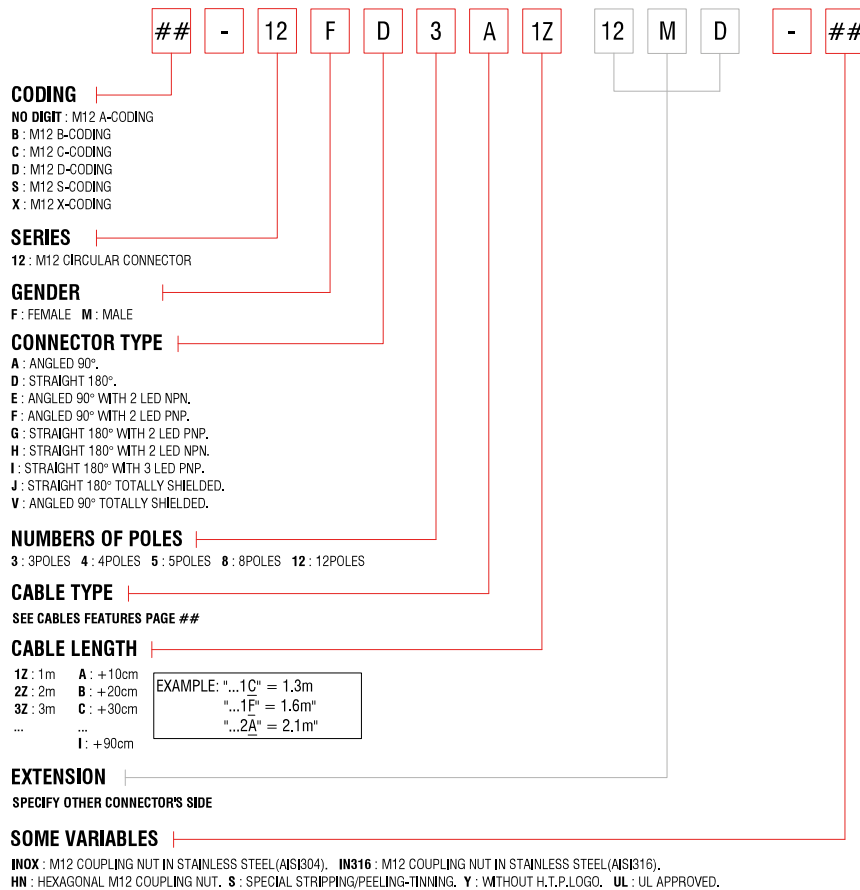 ## - 12 F D 3 A 1Z 12 M D - ##
CODING
NO DIGIT : M12 A-CODING
B : M12 B-CODING
C : M12 C-CODING
D : M12 D-CODING
S : M12 S-CODING
X : M12 X-CODING
SERIES
12 : M12 CIRCULAR CONNECTOR
GENDER
F : FEMALE M : MALE
CONNECTOR TYPE
A : ANGLED 90°.
D : STRAIGHT 180°.
E : ANGLED 90° WITH 2 LED NPN.
F : ANGLED 90° WITH 2 LED PNP.
G : STRAIGHT 180° WITH 2 LED PNP.
H : STRAIGHT 180° WITH 2 LED NPN.
I : STRAIGHT 180° WITH 3 LED PNP.
J : STRAIGHT 180° TOTALLY SHIELDED.
V : ANGLED 90° TOTALLY SHIELDED.
NUMBERS OF POLES
3 : 3POLES 4 : 4POLES 5 : 5POLES 8 : 8POLES 12 : 12POLES
CABLE TYPE
SEE CABLES FEATURES PAGE ##
CABLE LENGTH
1Z : 1m A : +10cm
2Z : 2m B : +20cm
3Z : 3m C : +30cm
... ...
I : +90cm
EXAMPLE: "...1C" = 1.3m
"...1F" = 1.6m"
"...2A" = 2.1m"
EXTENSION
SPECIFY OTHER CONNECTOR'S SIDE
SOME VARIABLES
INOX : M12 COUPLING NUT IN STAINLESS STEEL(AISI304). IN316 : M12 COUPLING NUT IN STAINLESS STEEL(AISI316).
HN : HEXAGONAL M12 COUPLING NUT. S : SPECIAL STRIPPING/PEELING-TINNING. Y : WITHOUT H.T.P.LOGO. UL : UL APPROVED.